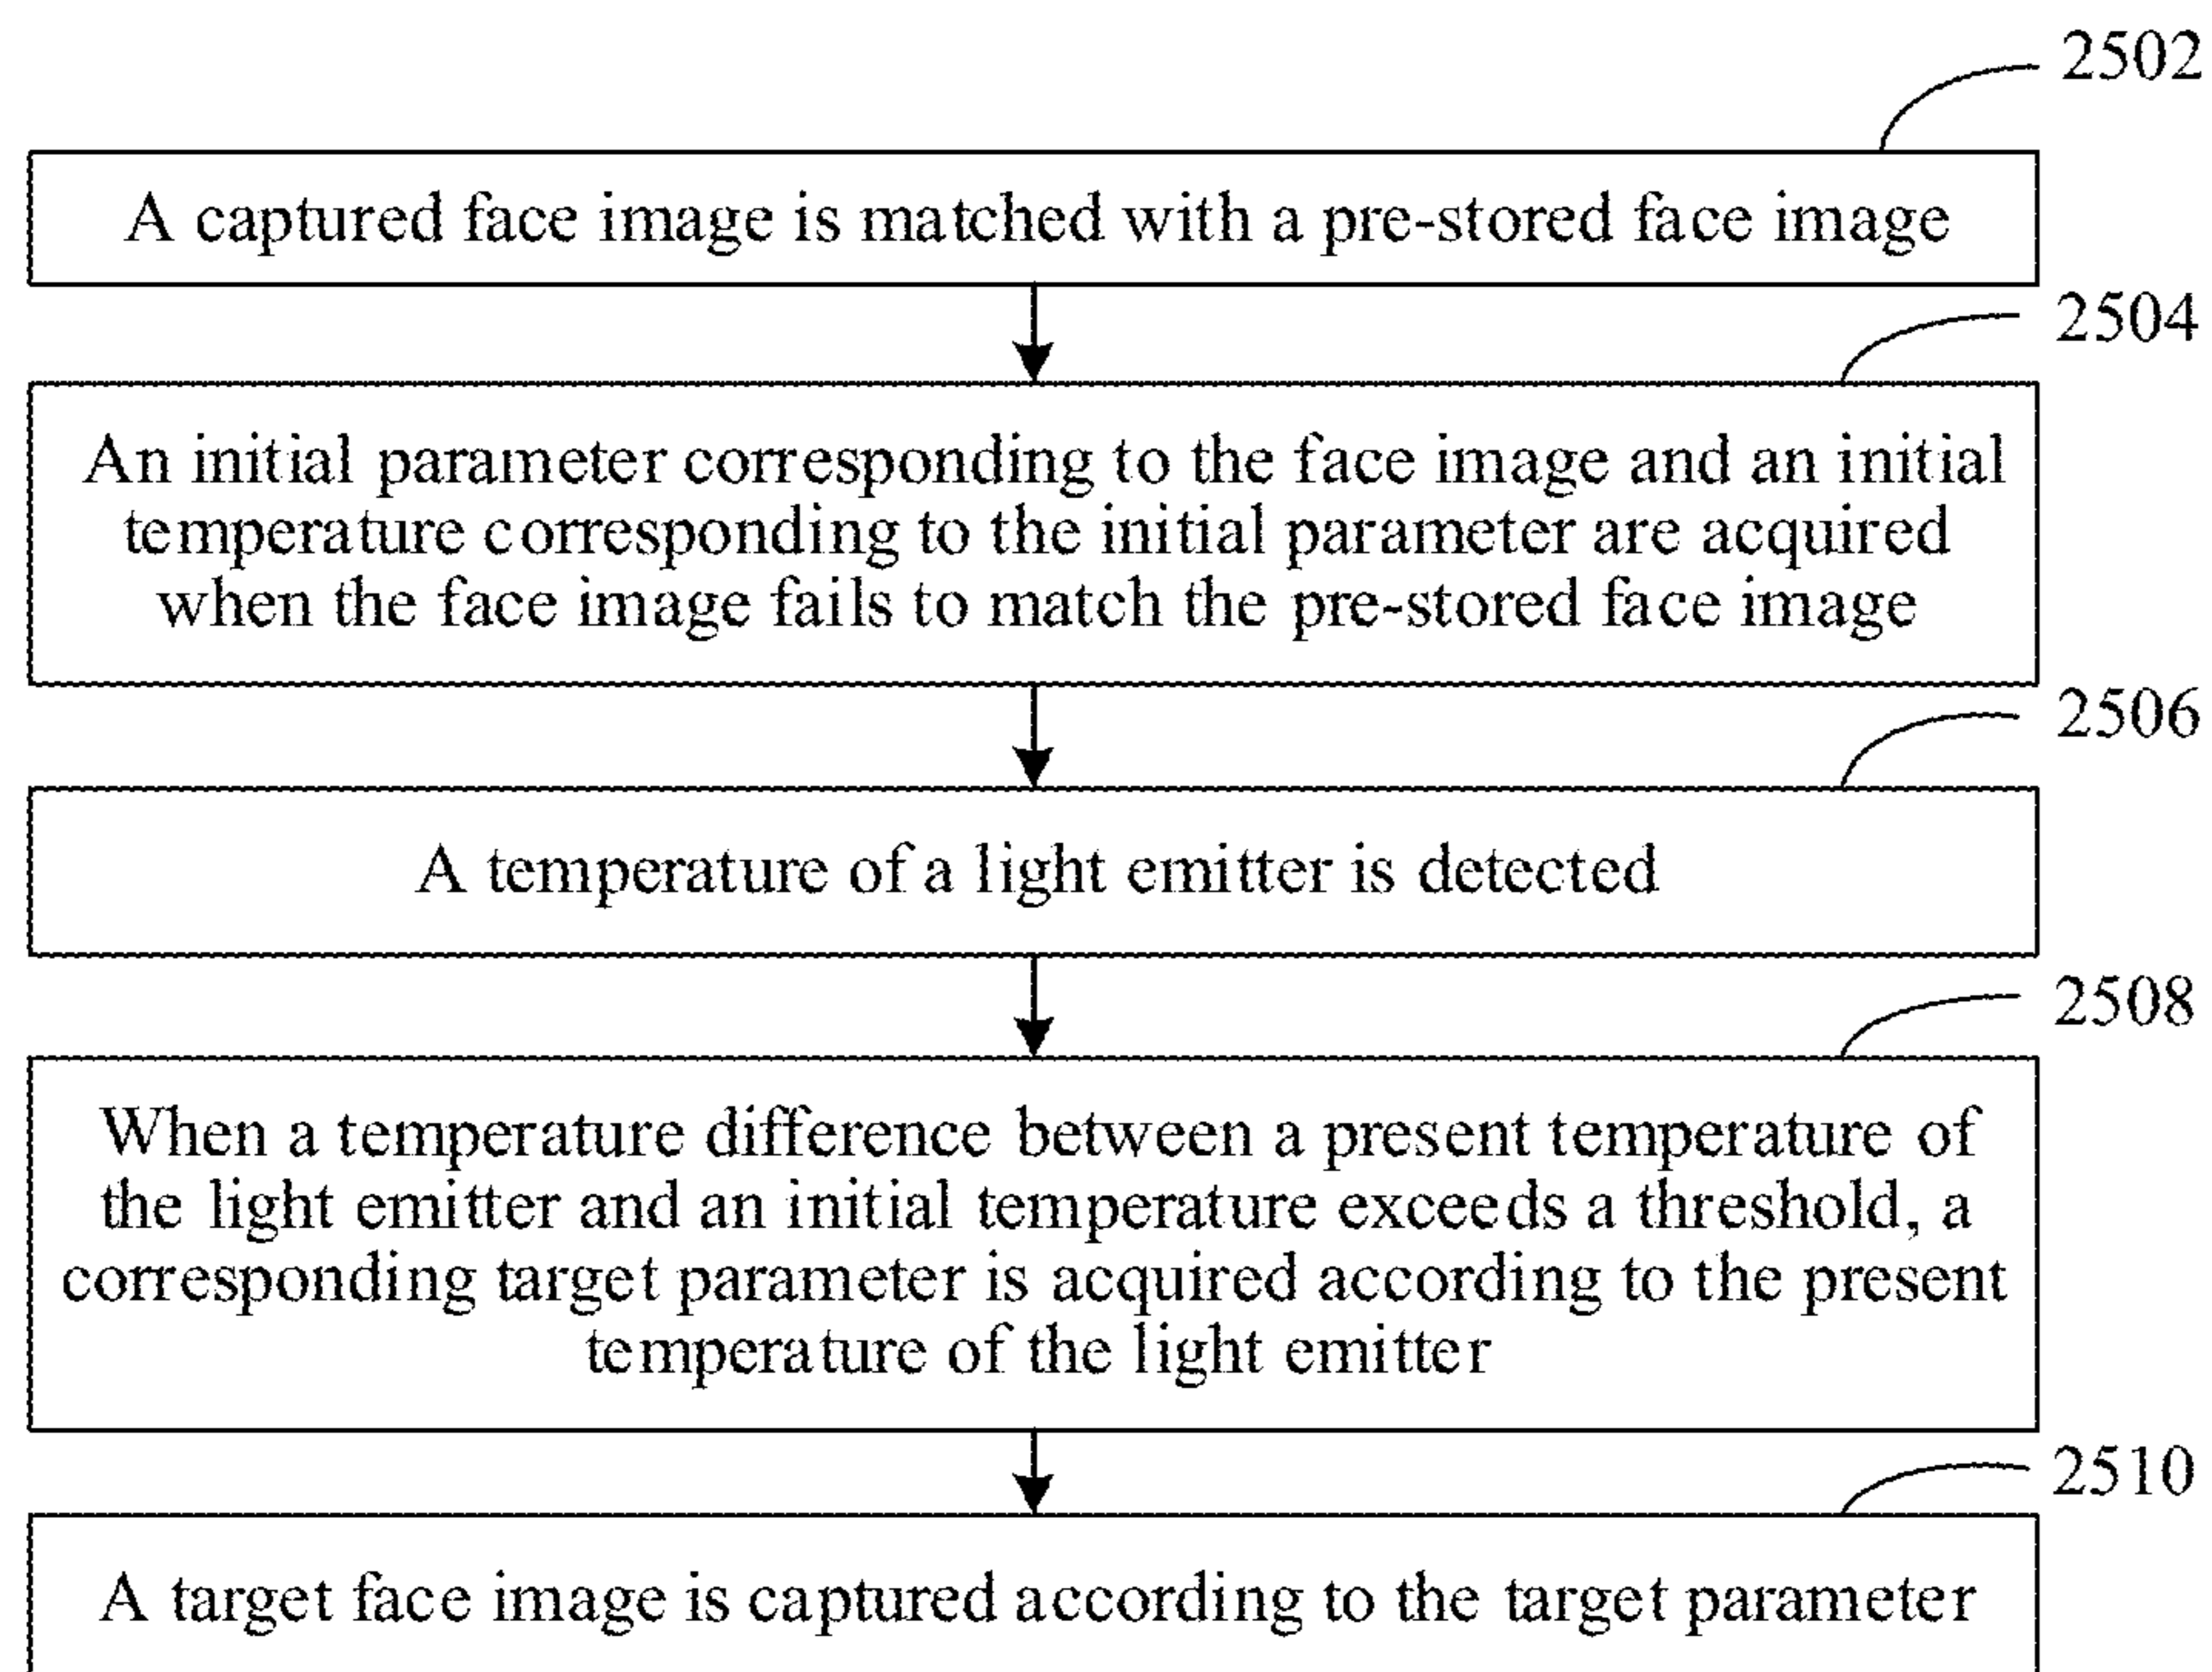 2502
A captured face image is matched with a pre-stored face image
2504
An initial parameter corresponding to the face image and an initial
temperature corresponding to the initial parameter are acquired
when the face image fails to match the pre-stored face image
2506
A temperature of a light emitter is detected
2508
When a temperature difference between a present temperature of
the light emitter and an initial temperature exceeds a threshold, a
corresponding target parameter is acquired according to the present
temperature of the light emitter
2510
A target face image is captured according to the target parameter